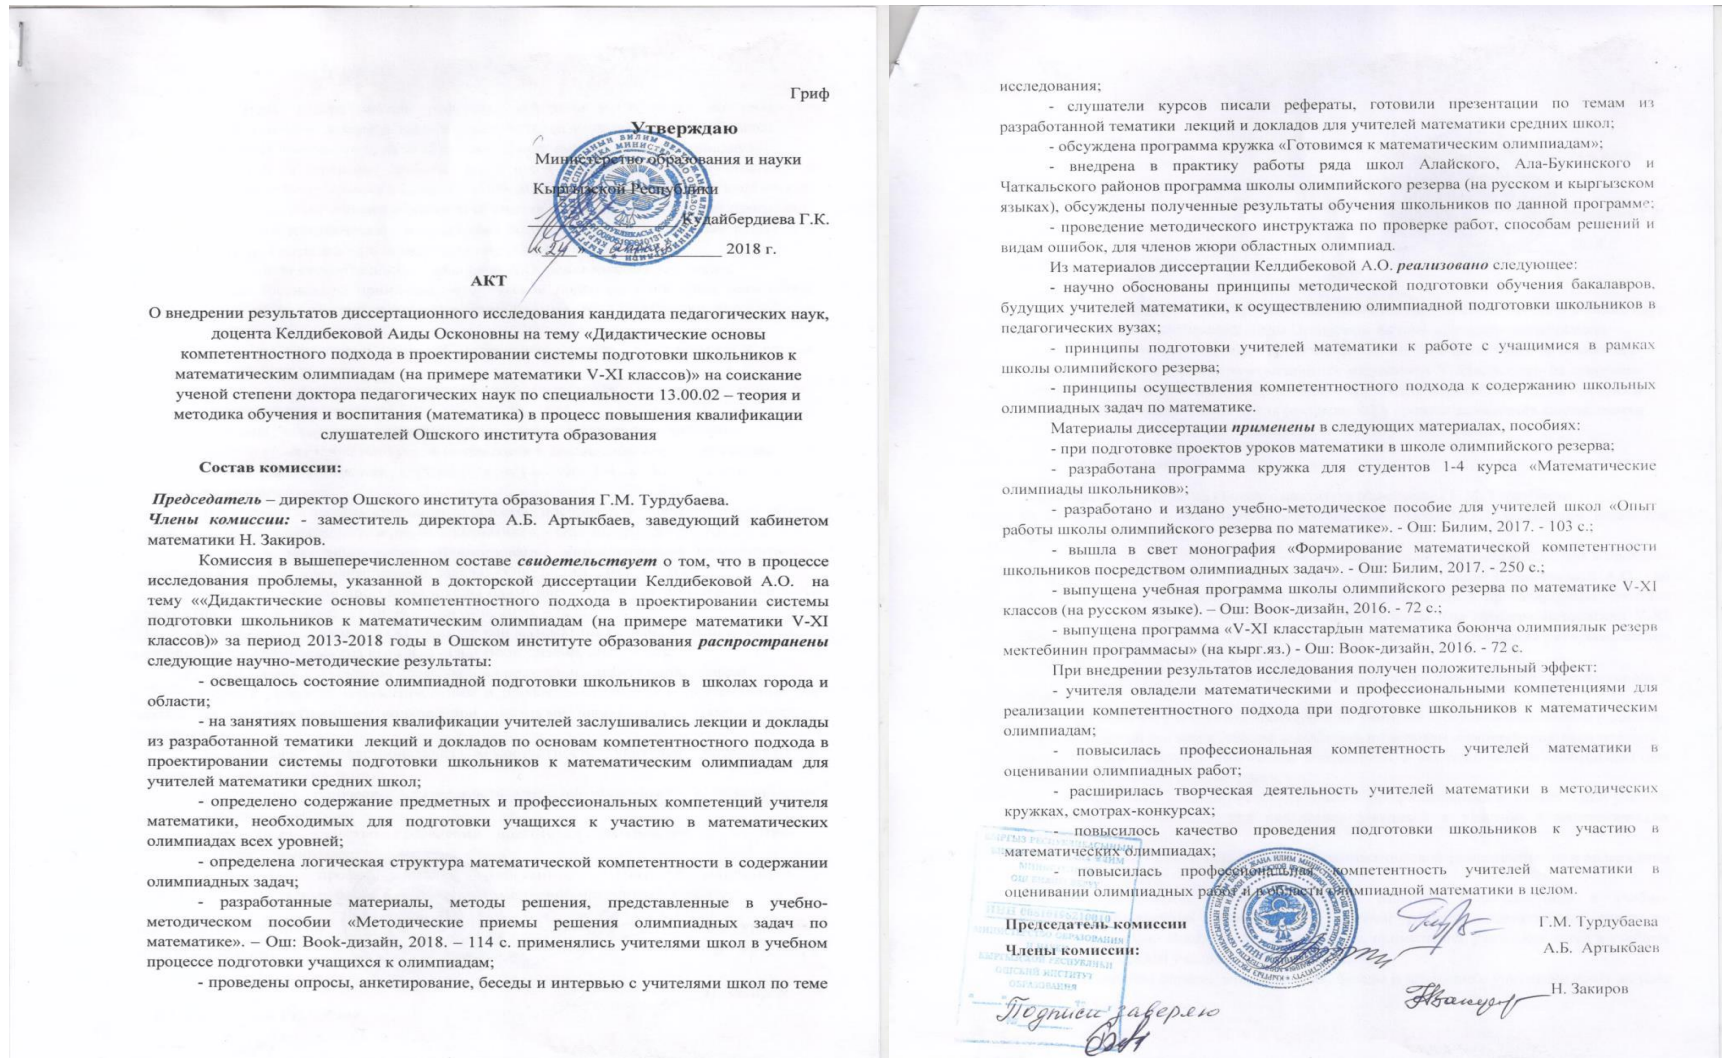 Гриф
Утверждаю
Министерство образования и науки
Кыргызской Республики
Кудайбердиева Г.К.
« 24 » 2018 г.
АКТ
О внедрении результатов диссертационного исследования кандидата педагогических наук,
доцента Келдибековой Аиды Осконовны на тему «Дидактические основы
компетентностного подхода в проектировании системы подготовки школьников к
математическим олимпиадам (на примере математики V-XI классов)» на соискание
ученой степени доктора педагогических наук по специальности 13.00.02 – теория и
методика обучения и воспитания (математика) в процесс повышения квалификации
слушателей Ошского института образования
Состав комиссии:
Председатель – директор Ошского института образования Г.М. Турдубаева.
Члены комиссии: - заместитель директора А.Б. Артыкбаев, заведующий кабинетом
математики Н. Закиров.
Комиссия в вышеперечисленном составе свидетельствует о том, что в процессе
исследования проблемы, указанной в докторской диссертации Келдибековой А.О. на
тему ««Дидактические основы компетентностного подхода в проектировании системы
подготовки школьников к математическим олимпиадам (на примере математики V-XI
классов)» за период 2013-2018 годы в Ошском институте образования распространены
следующие научно-методические результаты:
- освещалось состояние олимпиадной подготовки школьников в школах города и
области;
- на занятиях повышения квалификации учителей заслушивались лекции и доклады
из разработанной тематики лекций и докладов по основам компетентностного подхода в
проектировании системы подготовки школьников к математическим олимпиадам для
учителей математики средних школ;
- определено содержание предметных и профессиональных компетенций учителя
математики, необходимых для подготовки учащихся к участию в математических
олимпиадах всех уровней;
- определена логическая структура математической компетентности в содержании
олимпиадных задач;
- разработанные материалы, методы решения, представленные в учебно-
методическом пособии «Методические приемы решения олимпиадных задач по
математике». – Ош: Book-дизайн, 2018. – 114 с. применялись учителями школ в учебном
процессе подготовки учащихся к олимпиадам;
- проведены опросы, анкетирование, беседы и интервью с учителями школ по теме
исследования;
- слушатели курсов писали рефераты, готовили презентации по темам из
разработанной тематики лекций и докладов для учителей математики средних школ;
- обсуждена программа кружка «Готовимся к математическим олимпиадам»;
- внедрена в практику работы ряда школ Алайского, Ала-Букинского и
Чаткальского районов программа школы олимпийского резерва (на русском и кыргызском
языках), обсуждены полученные результаты обучения школьников по данной программе;
- проведение методического инструктажа по проверке работ, способам решений и
видам ошибок, для членов жюри областных олимпиад.
Из материалов диссертации Келдибековой А.О. реализовано следующее:
- научно обоснованы принципы методической подготовки обучения бакалавров,
будущих учителей математики, к осуществлению олимпиадной подготовки школьников в
педагогических вузах;
- принципы подготовки учителей математики к работе с учащимися в рамках
школы олимпийского резерва;
- принципы осуществления компетентностного подхода к содержанию школьных
олимпиадных задач по математике.
Материалы диссертации применены в следующих материалах, пособиях:
- при подготовке проектов уроков математики в школе олимпийского резерва;
- разработана программа кружка для студентов 1-4 курса «Математические
олимпиады школьников»;
- разработано и издано учебно-методическое пособие для учителей школ «Опыт
работы школы олимпийского резерва по математике». - Ош: Билим, 2017. - 103 с.;
- вышла в свет монография «Формирование математической компетентности
школьников посредством олимпиадных задач». - Ош: Билим, 2017. - 250 с.;
- выпущена учебная программа школы олимпийского резерва по математике V-XI
классов (на русском языке). – Ош: Book-дизайн, 2016. - 72 с.;
- выпущена программа «V-XI класстардын математика боюнча олимпиялык резерв
мектебинин программасы» (на кырг.яз.) - Ош: Book-дизайн, 2016. - 72 с.
При внедрении результатов исследования получен положительный эффект:
- учителя овладели математическими и профессиональными компетенциями для
реализации компетентностного подхода при подготовке школьников к математическим
олимпиадам;
- повысилась профессиональная компетентность учителей математики в
оценивании олимпиадных работ;
- расширилась творческая деятельность учителей математики в методических
кружках, смотрах-конкурсах;
- повысилось качество проведения подготовки школьников к участию в
математических олимпиадах;
- повысилась профессиональная компетентность учителей математики в
оценивании олимпиадных работ и в области олимпиадной математики в целом.
Председатель комиссии Г.М. Турдубаева
Члены комиссии: А.Б. Артыкбаев
Н. Закиров
МИНИСТЕРСТВО ОБРАЗОВАНИЯ
КЫРГЫЗСКОЙ РЕСПУБЛИКИ
ОШСКИЙ ИНСТИТУТ
ОБРАЗОВАНИЯ
Подписи заверяю